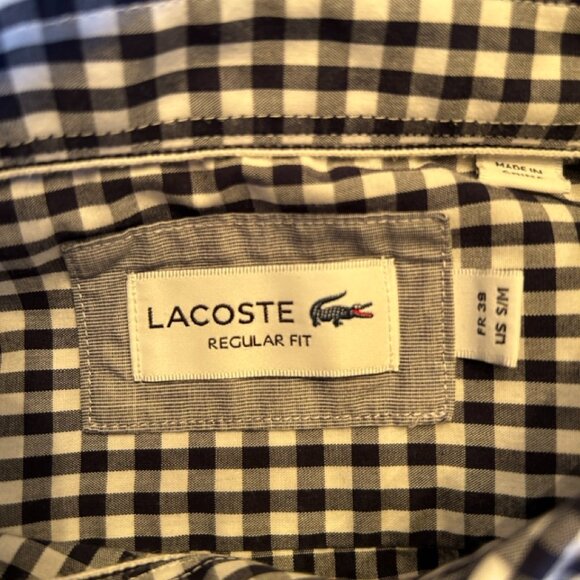 MADE IN
LACOSTE
REGULAR FIT
FR 39
US S/M